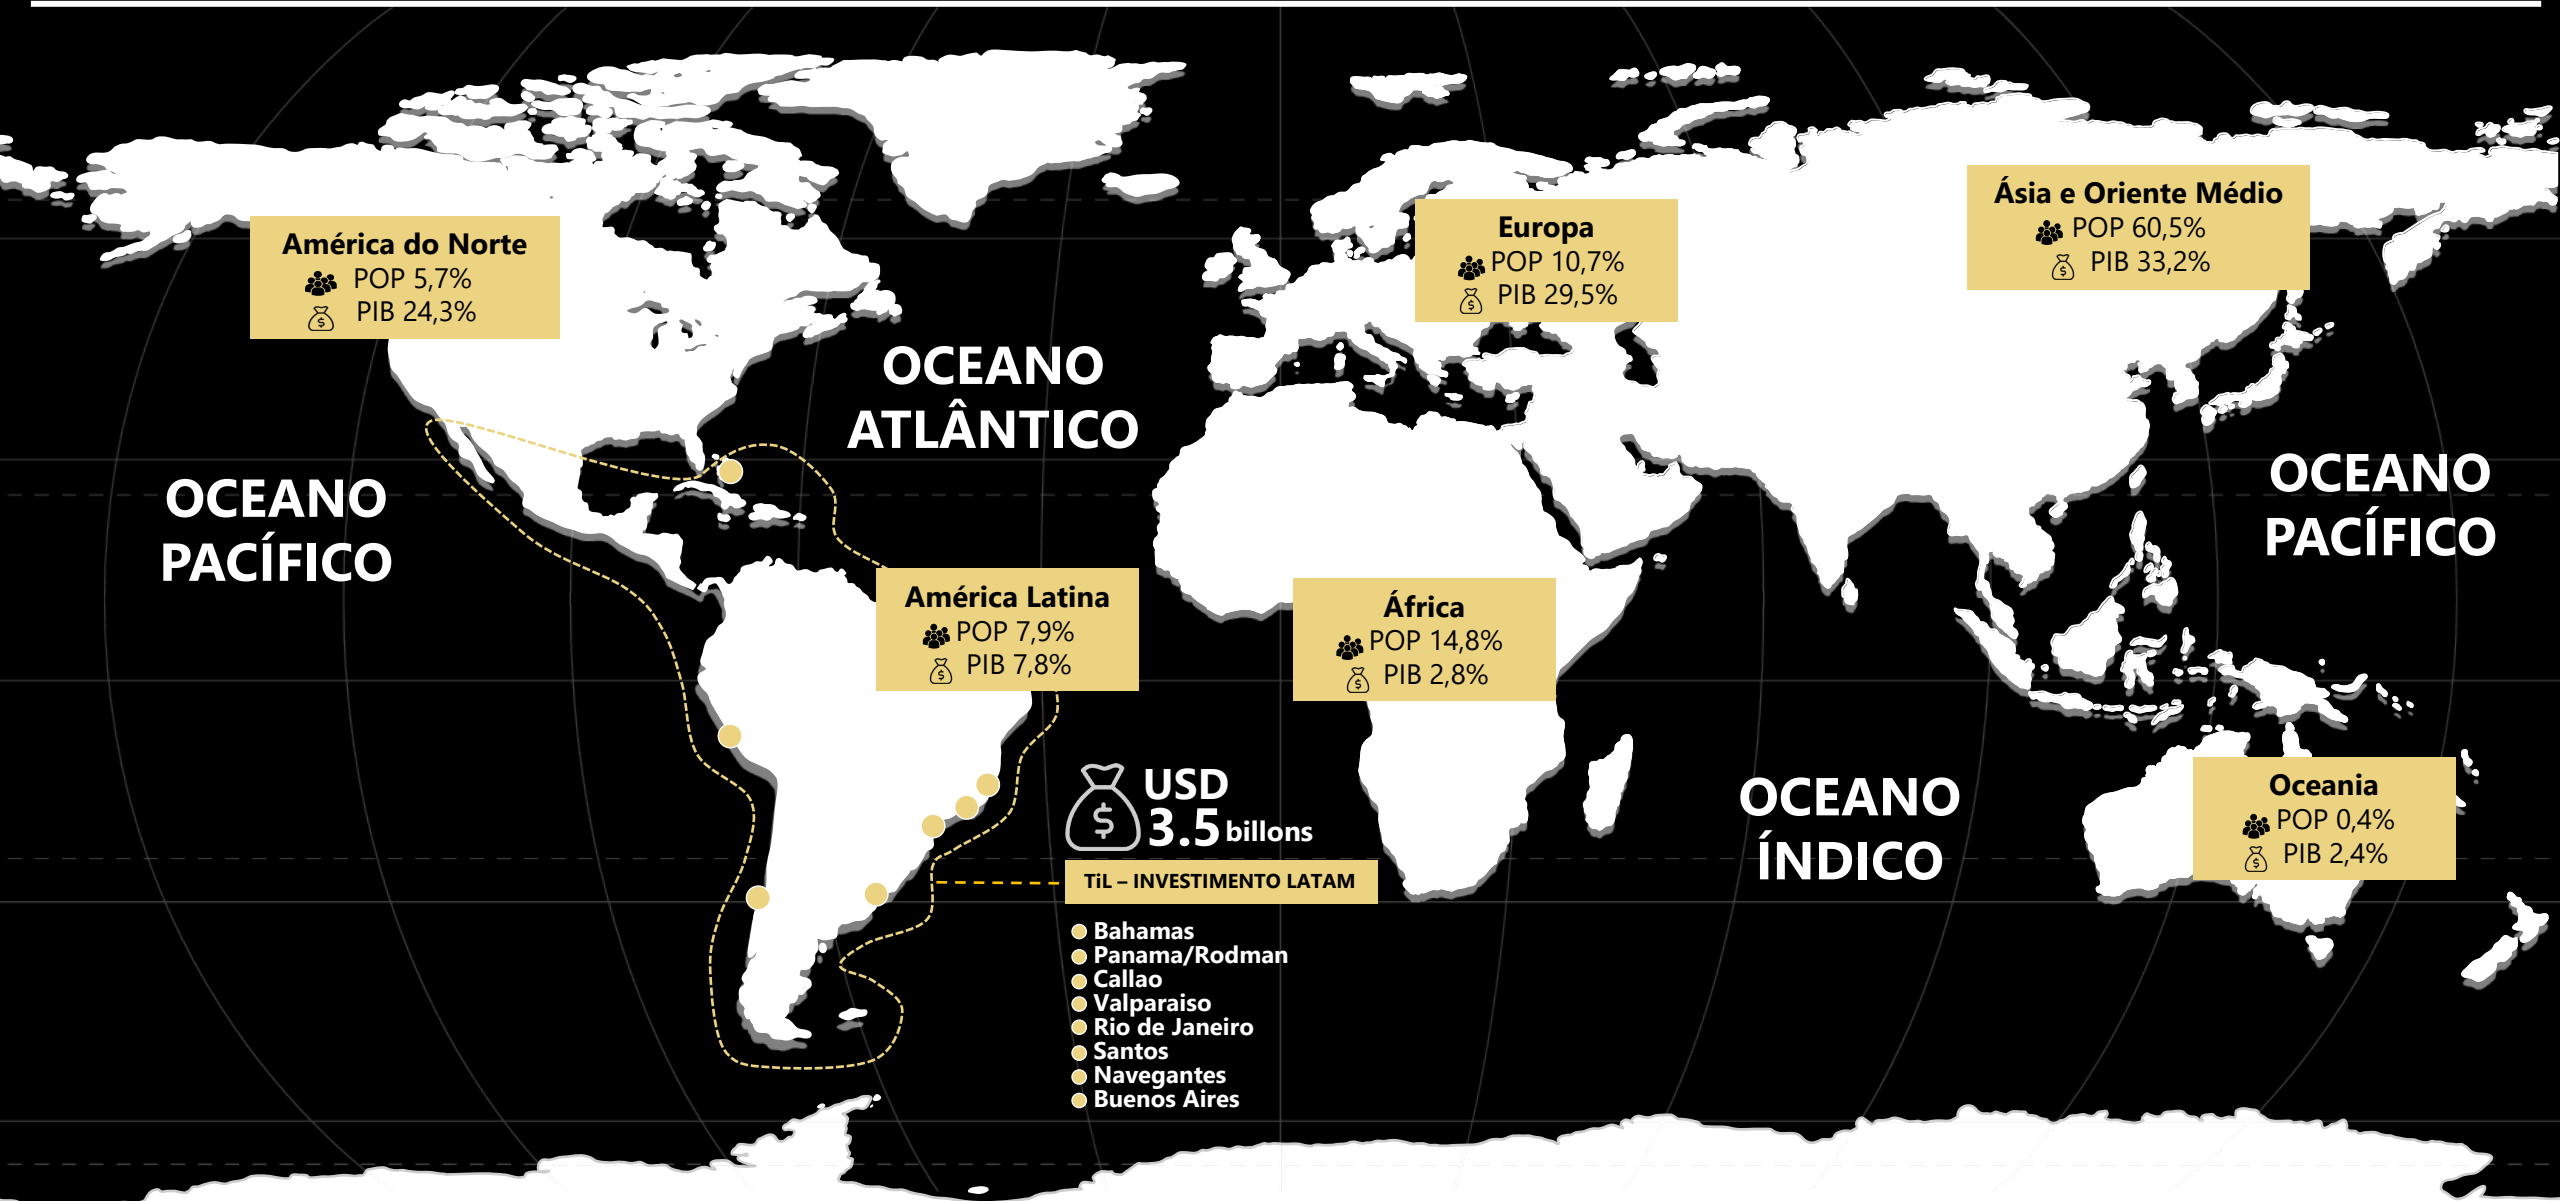 América do Norte
POP 5,7%
PIB 24,3%
Europa
POP 10,7%
PIB 29,5%
Ásia e Oriente Médio
POP 60,5%
PIB 33,2%
OCEANO
ATLÂNTICO
OCEANO
PACÍFICO
OCEANO
PACÍFICO
América Latina
POP 7,9%
PIB 7,8%
África
POP 14,8%
PIB 2,8%
OCEANO
ÍNDICO
Oceania
POP 0,4%
PIB 2,4%
USD
3.5 billons
TiL – INVESTIMENTO LATAM
Bahamas
Panama/Rodman
Callao
Valparaiso
Rio de Janeiro
Santos
Navegantes
Buenos Aires